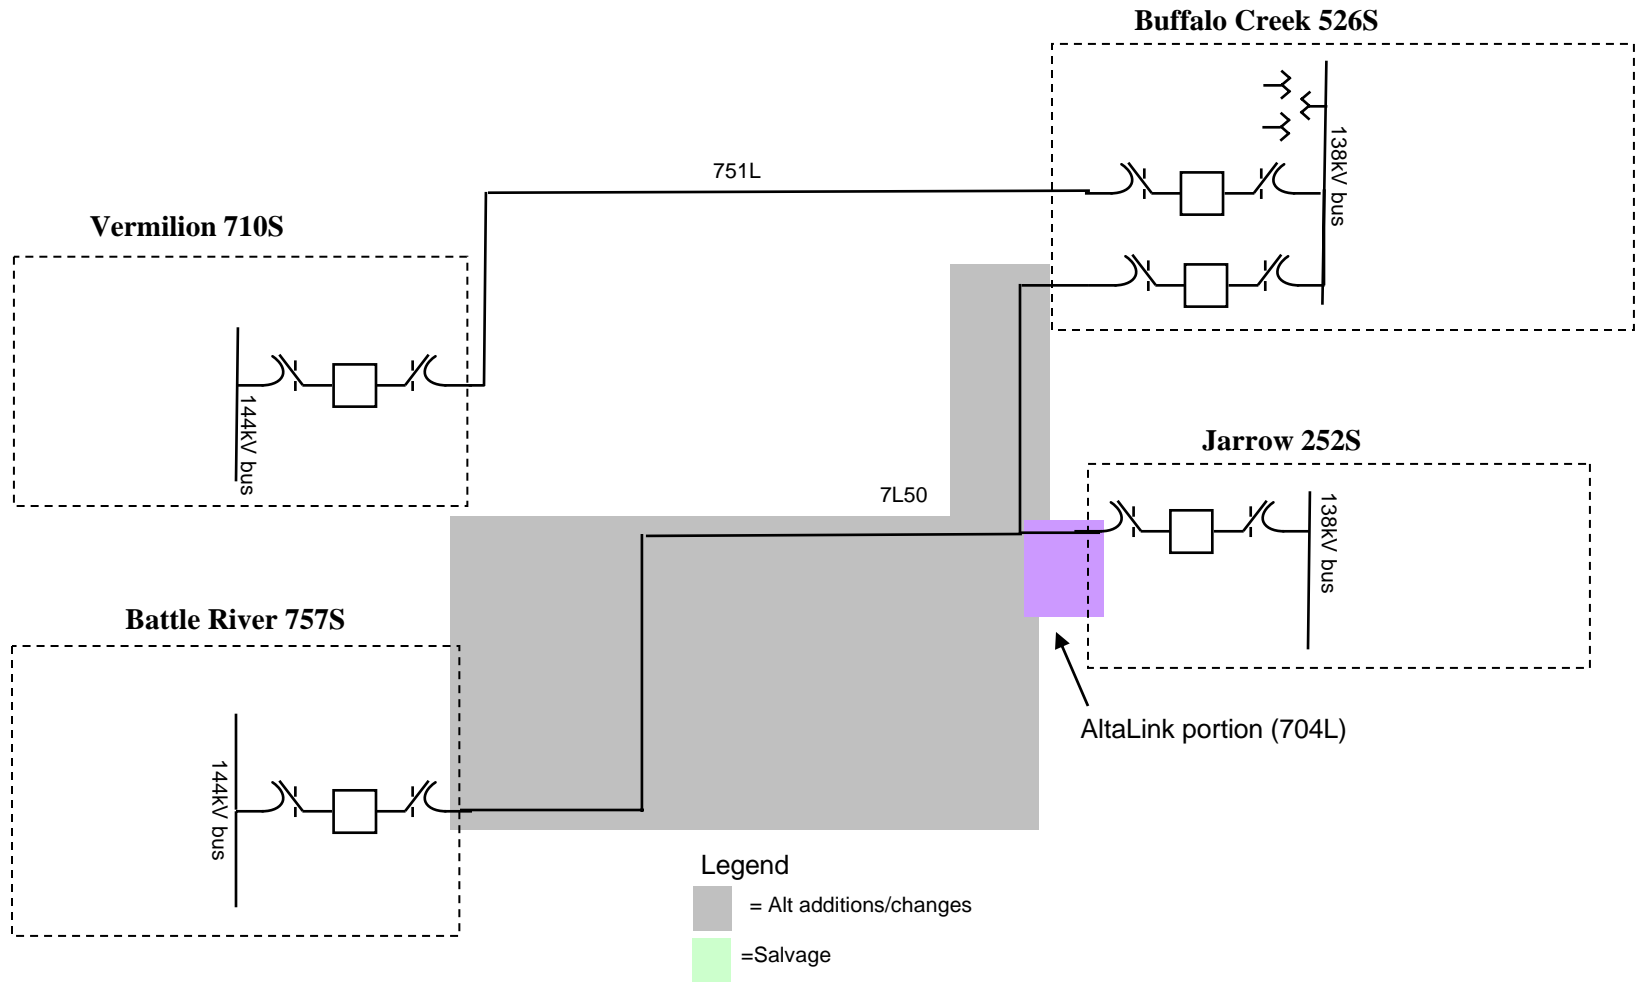 Buffalo Creek 526S
138kV bus
751L
Vermilion 710S
144kV bus
Jarrow 252S
138kV bus
7L50
Battle River 757S
144kV bus
AltaLink portion (704L)
Legend
= Alt additions/changes
=Salvage